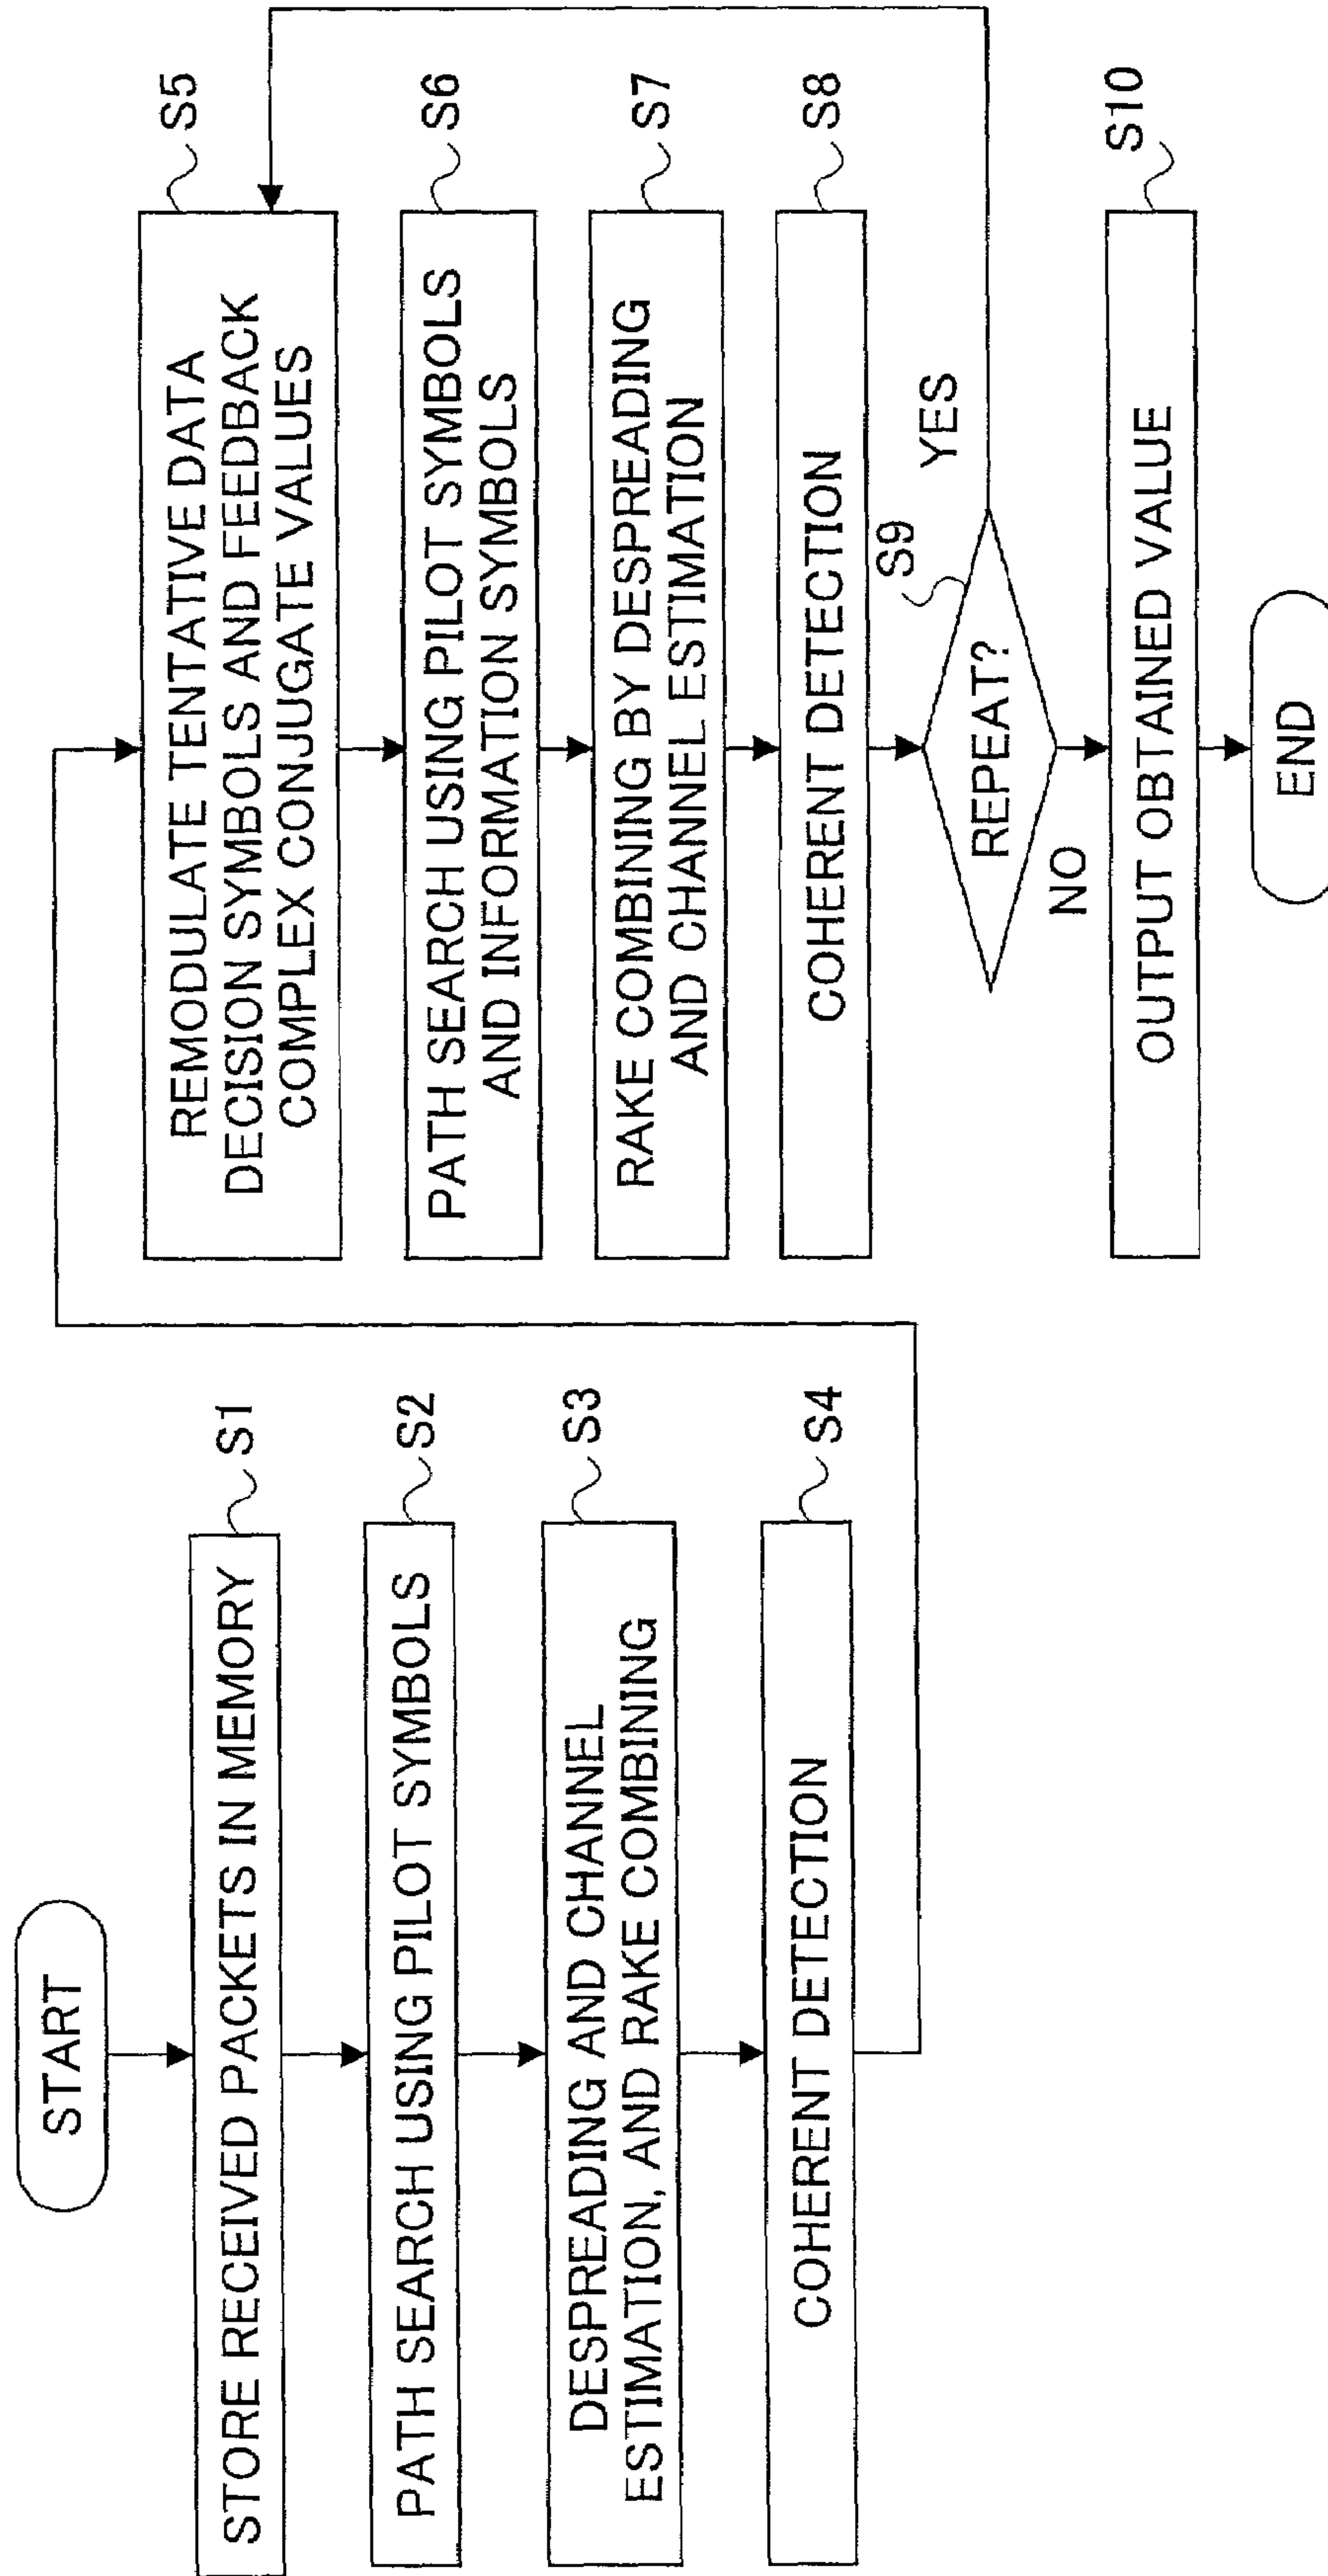 START
STORE RECEIVED PACKETS IN MEMORY
S1
PATH SEARCH USING PILOT SYMBOLS
S2
DESPREADING AND CHANNEL
ESTIMATION, AND RAKE COMBINING
S3
COHERENT DETECTION
S4
REMODULATE TENTATIVE DATA
DECISION SYMBOLS AND FEEDBACK
COMPLEX CONJUGATE VALUES
S5
PATH SEARCH USING PILOT SYMBOLS
AND INFORMATION SYMBOLS
S6
RAKE COMBINING BY DESPREADING
AND CHANNEL ESTIMATION
S7
COHERENT DETECTION
S8
S9
REPEAT?
YES
NO
OUTPUT OBTAINED VALUE
S10
END